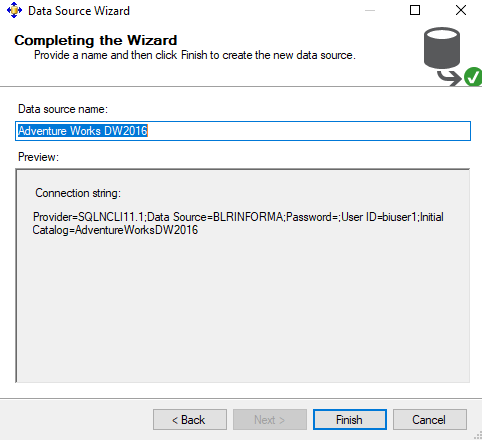 Data Source Wizard
Completing the Wizard
Provide a name and then click Finish to create the new data source.
Data source name:
Adventure Works DW2016
Preview:
Connection string:
Provider=SQLNCLI11.1;Data Source=BLRINFORMA;Password=;User ID=biuser1;Initial
Catalog=AdventureWorksDW2016
< Back
Next >
Finish
Cancel